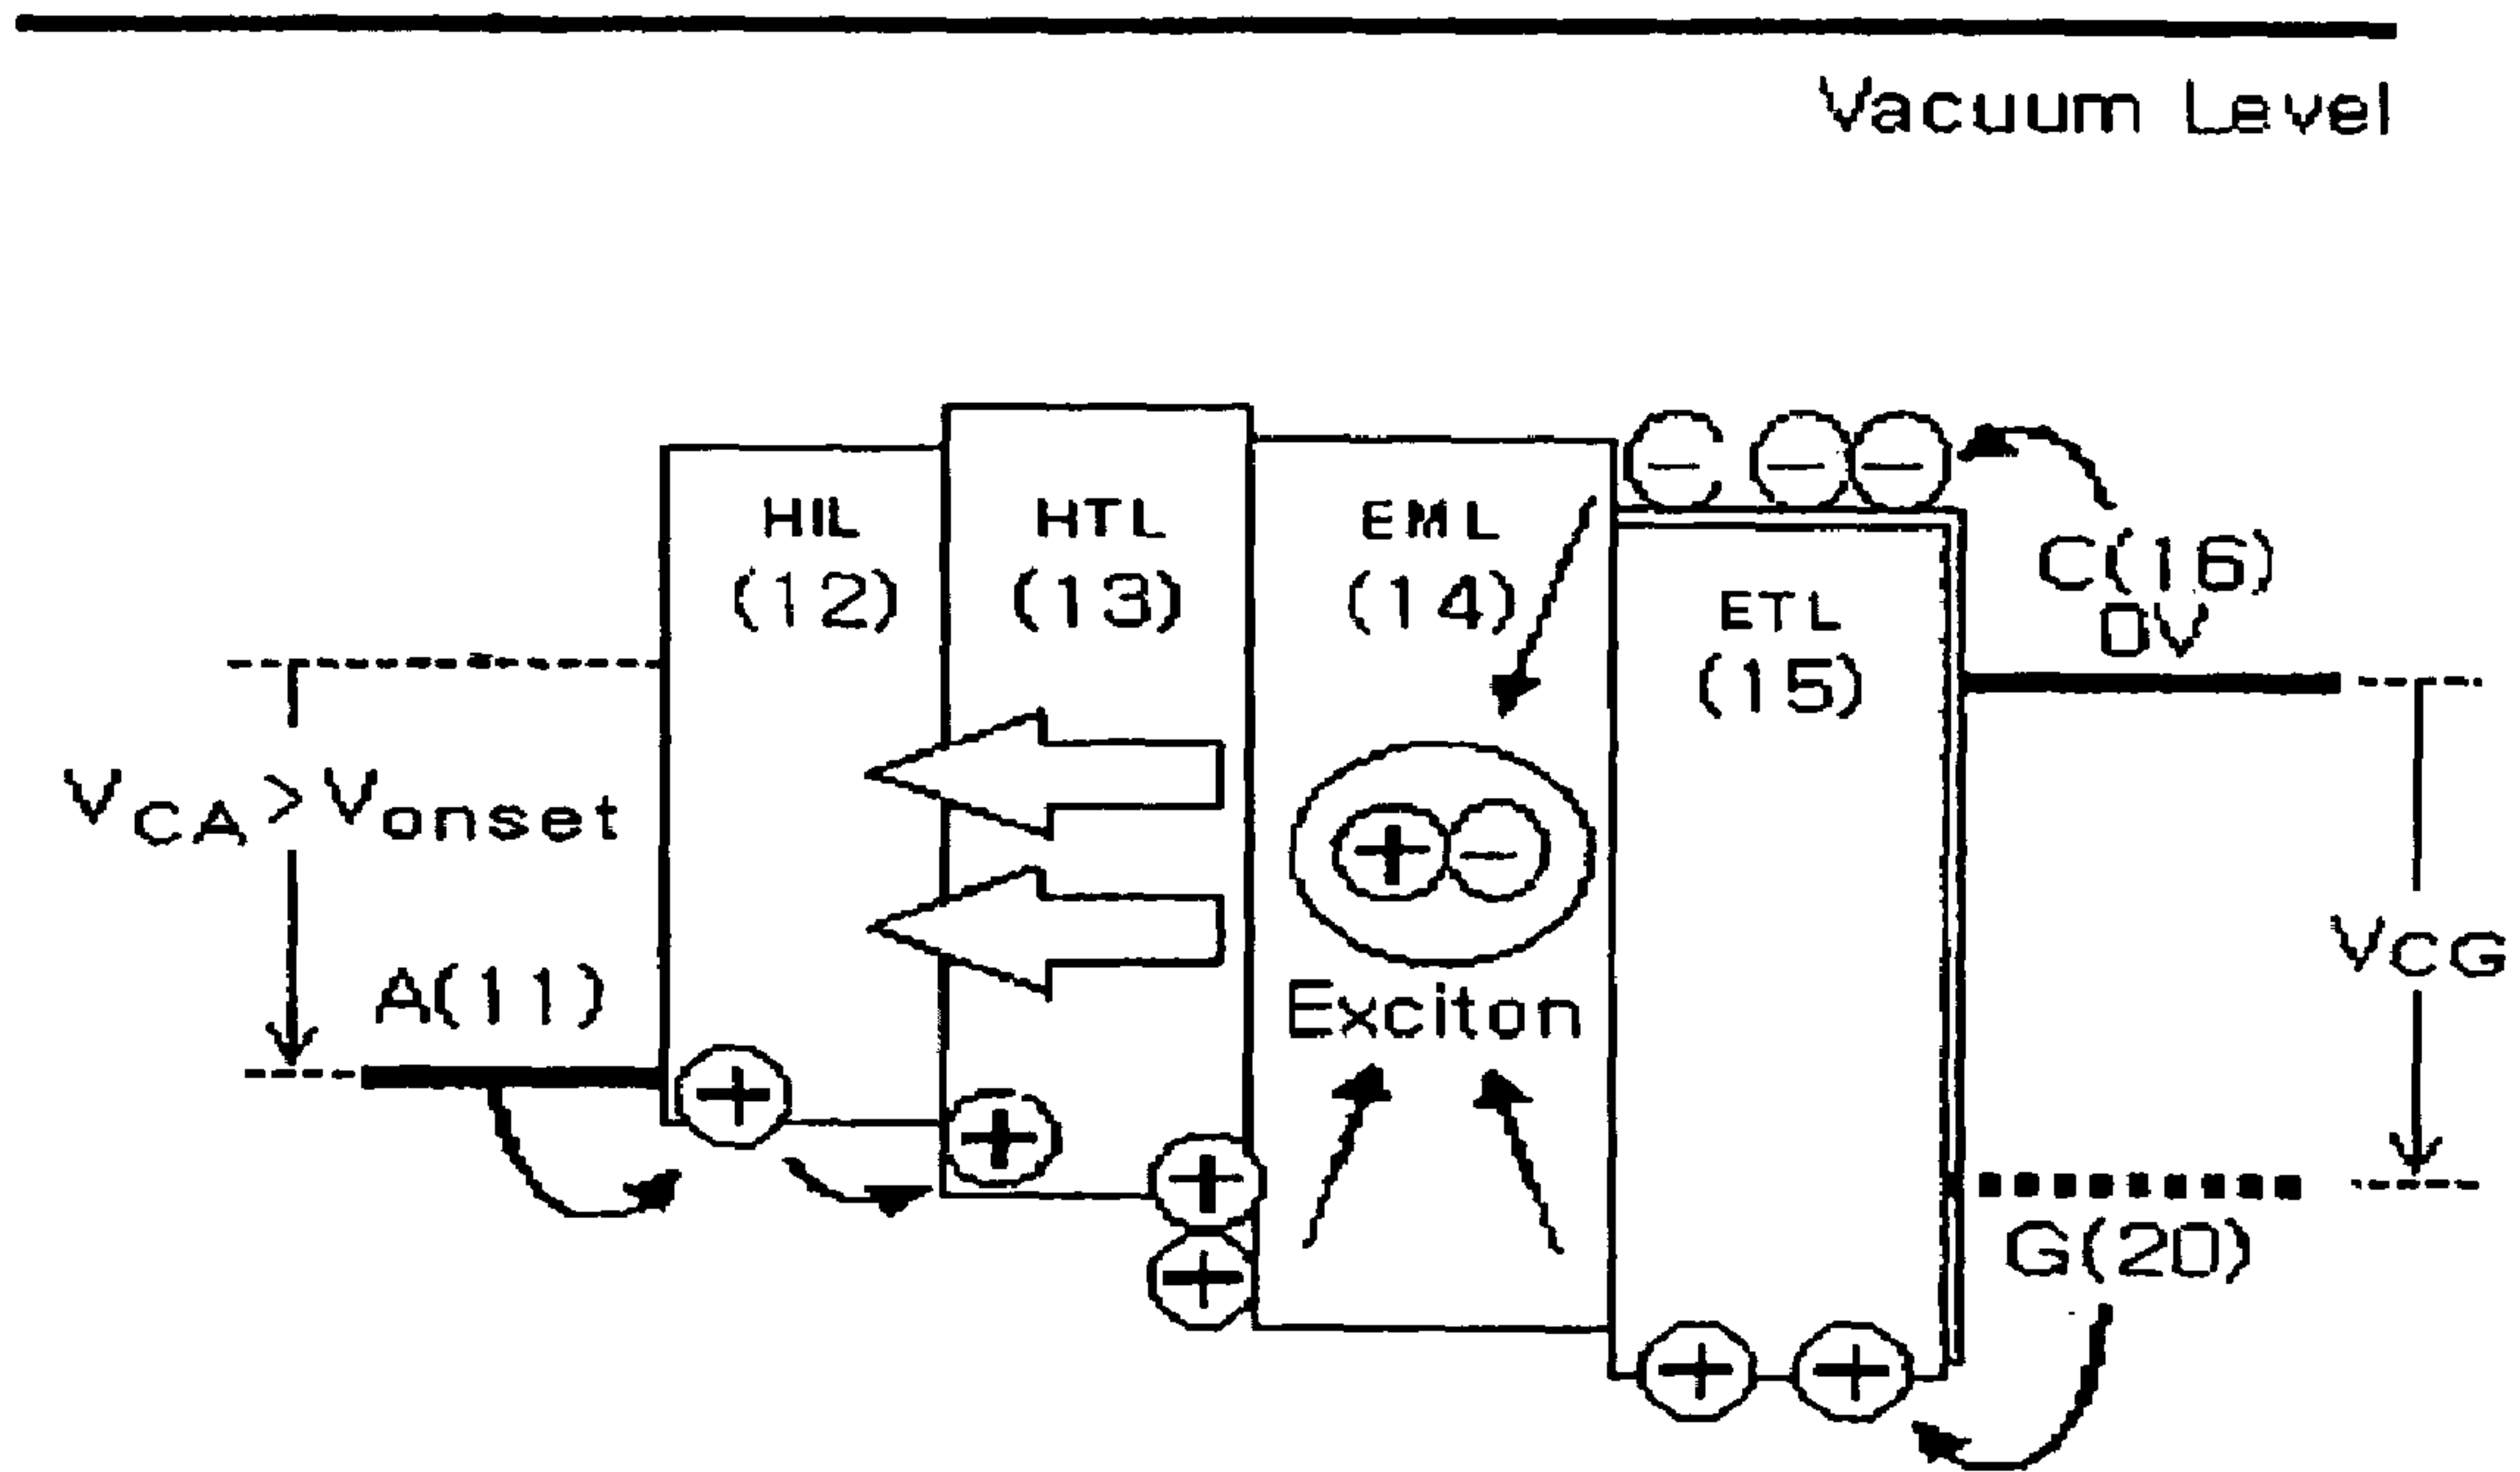 Vacuum Level
HIL
(12)
HTL
(13)
EML
(14)
ETL
(15)
C(16)
0V
VCA > Vonset
A(11)
Exciton
VCG
G(20)